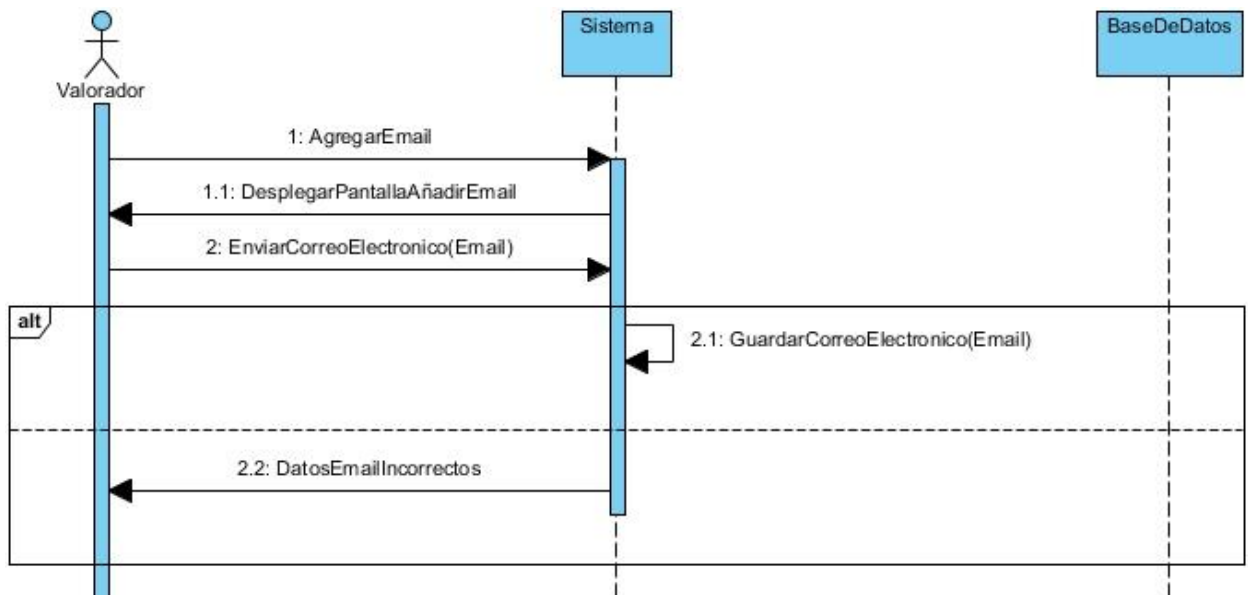 Sistema
BaseDeDatos
Valorador
1: AgregarEmail
1.1: DesplegarPantallaAñadirEmail
2: EnviarCorreoElectronico(Email)
alt
2.1: GuardarCorreoElectronico(Email)
2.2: DatosEmailIncorrectos